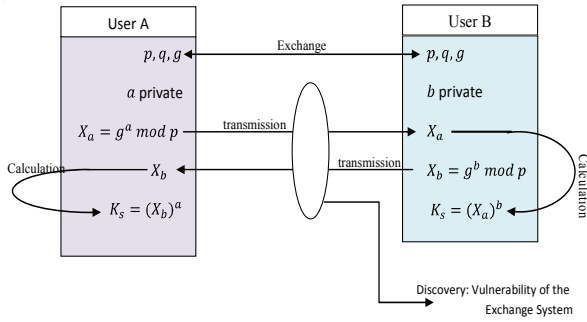 User A
User B
p, q, g
Exchange
p, q, g
a private
b private
X_a = g^a mod p
transmission
X_a
Calculation
X_b
transmission
X_b = g^b mod p
Calculation
K_s = (X_b)^a
K_s = (X_a)^b
Discovery: Vulnerability of the
Exchange System